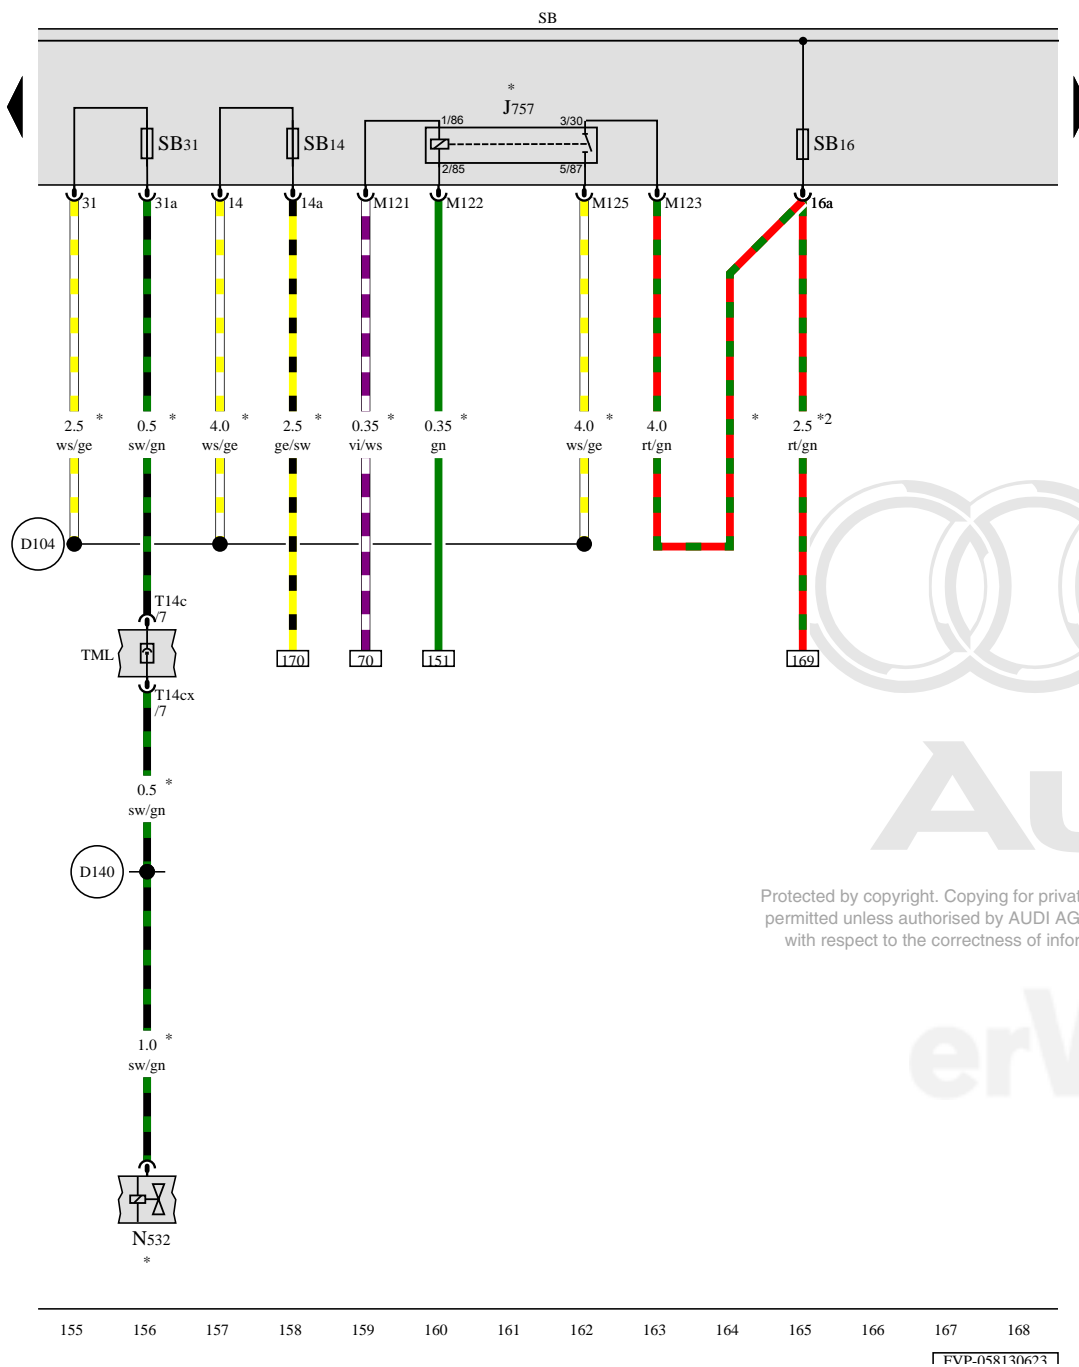 SB
*
J757
1/86
3/30
2/85
5/87
SB31
SB14
SB16
31
31a
14
14a
M121
M122
M125
M123
16a
2.5 *
ws/ge
0.5 *
sw/gn
4.0 *
ws/ge
2.5 *
ge/sw
0.35 *
vi/ws
0.35 *
gn
4.0 *
ws/ge
4.0
rt/gn
*
2.5 *2
rt/gn
D104
T14c
/7
TML
170
70
151
169
T14cx
/7
0.5 *
sw/gn
D140
Protected by copyright. Copying for
permitted unless authorised by AUDI AG
with respect to the correctness of
1.0 *
sw/gn
N532
*
155 156 157 158 159 160 161 162 163 164 165 166 167 168
EVP-058130623